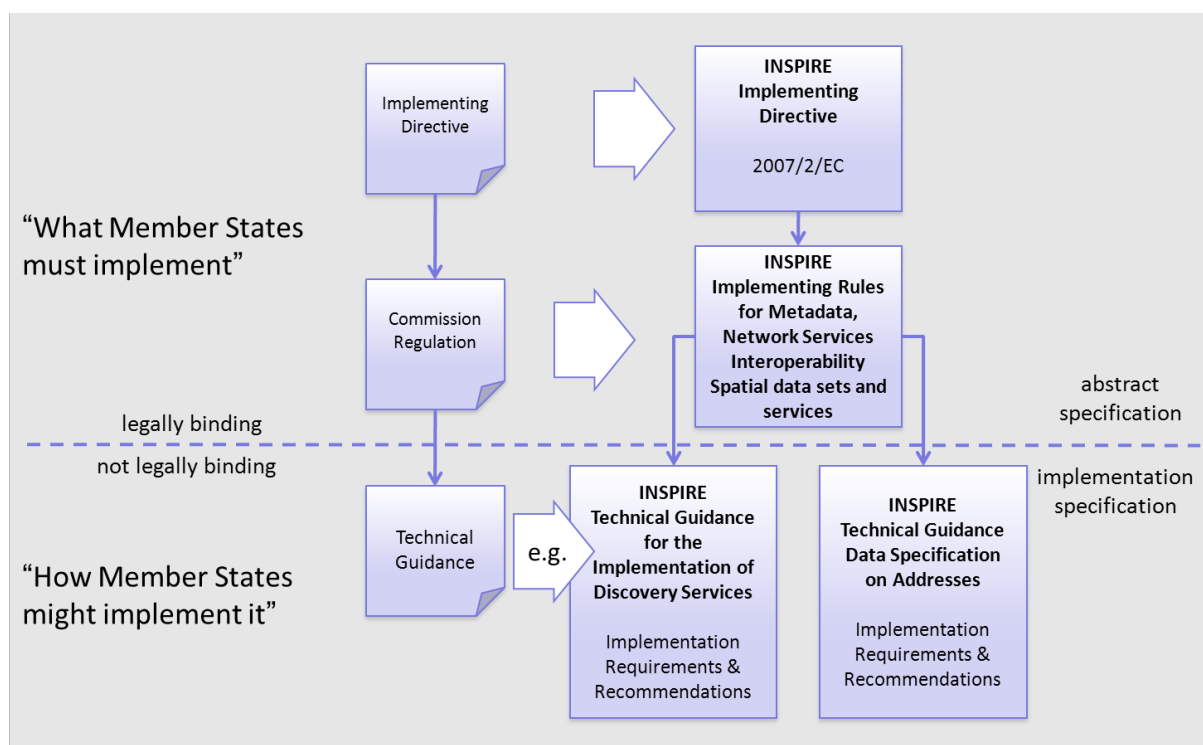 Implementing
Directive
INSPIRE
Implementing
Directive
2007/2/EC
“What Member States
must implement”
Commission
Regulation
INSPIRE
Implementing Rules
for Metadada,
Network Services
Interoperability
Spatial data sets and
services
abstract
specification
legally binding
not legally binding
implementation
specification
“How Member States
might implement it”
Technical
Guidance
e.g.
INSPIRE
Technical Guidance
for the
Implementation of
Discovery Services
Implementation
Requirements &
Recommendations
INSPIRE
Technical Guidance
Data Specification
on Addresses
Implementation
Requirements &
Recommendations